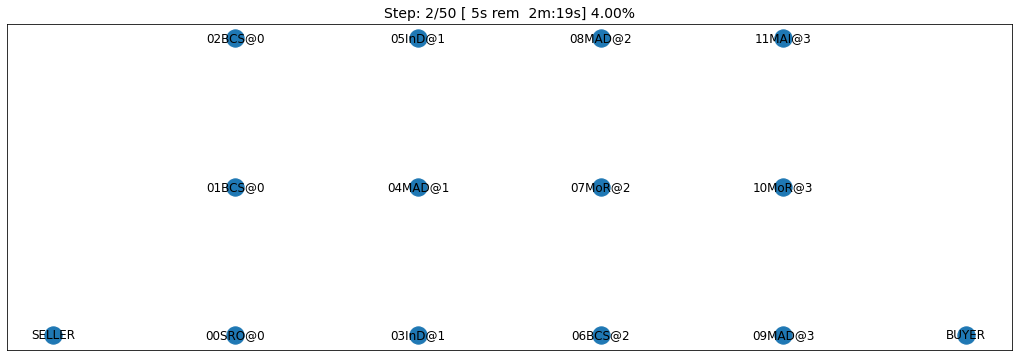 Step: 2/50 [ 5s rem  2m:19s] 4.00%
02BCS@0 05InD@1 08MAD@2 11MAI@3
01BCS@0 04MAD@1 07MoR@2 10MoR@3
SELLER 00SRO@0 03InD@1 06BCS@2 09MAD@3 BUYER